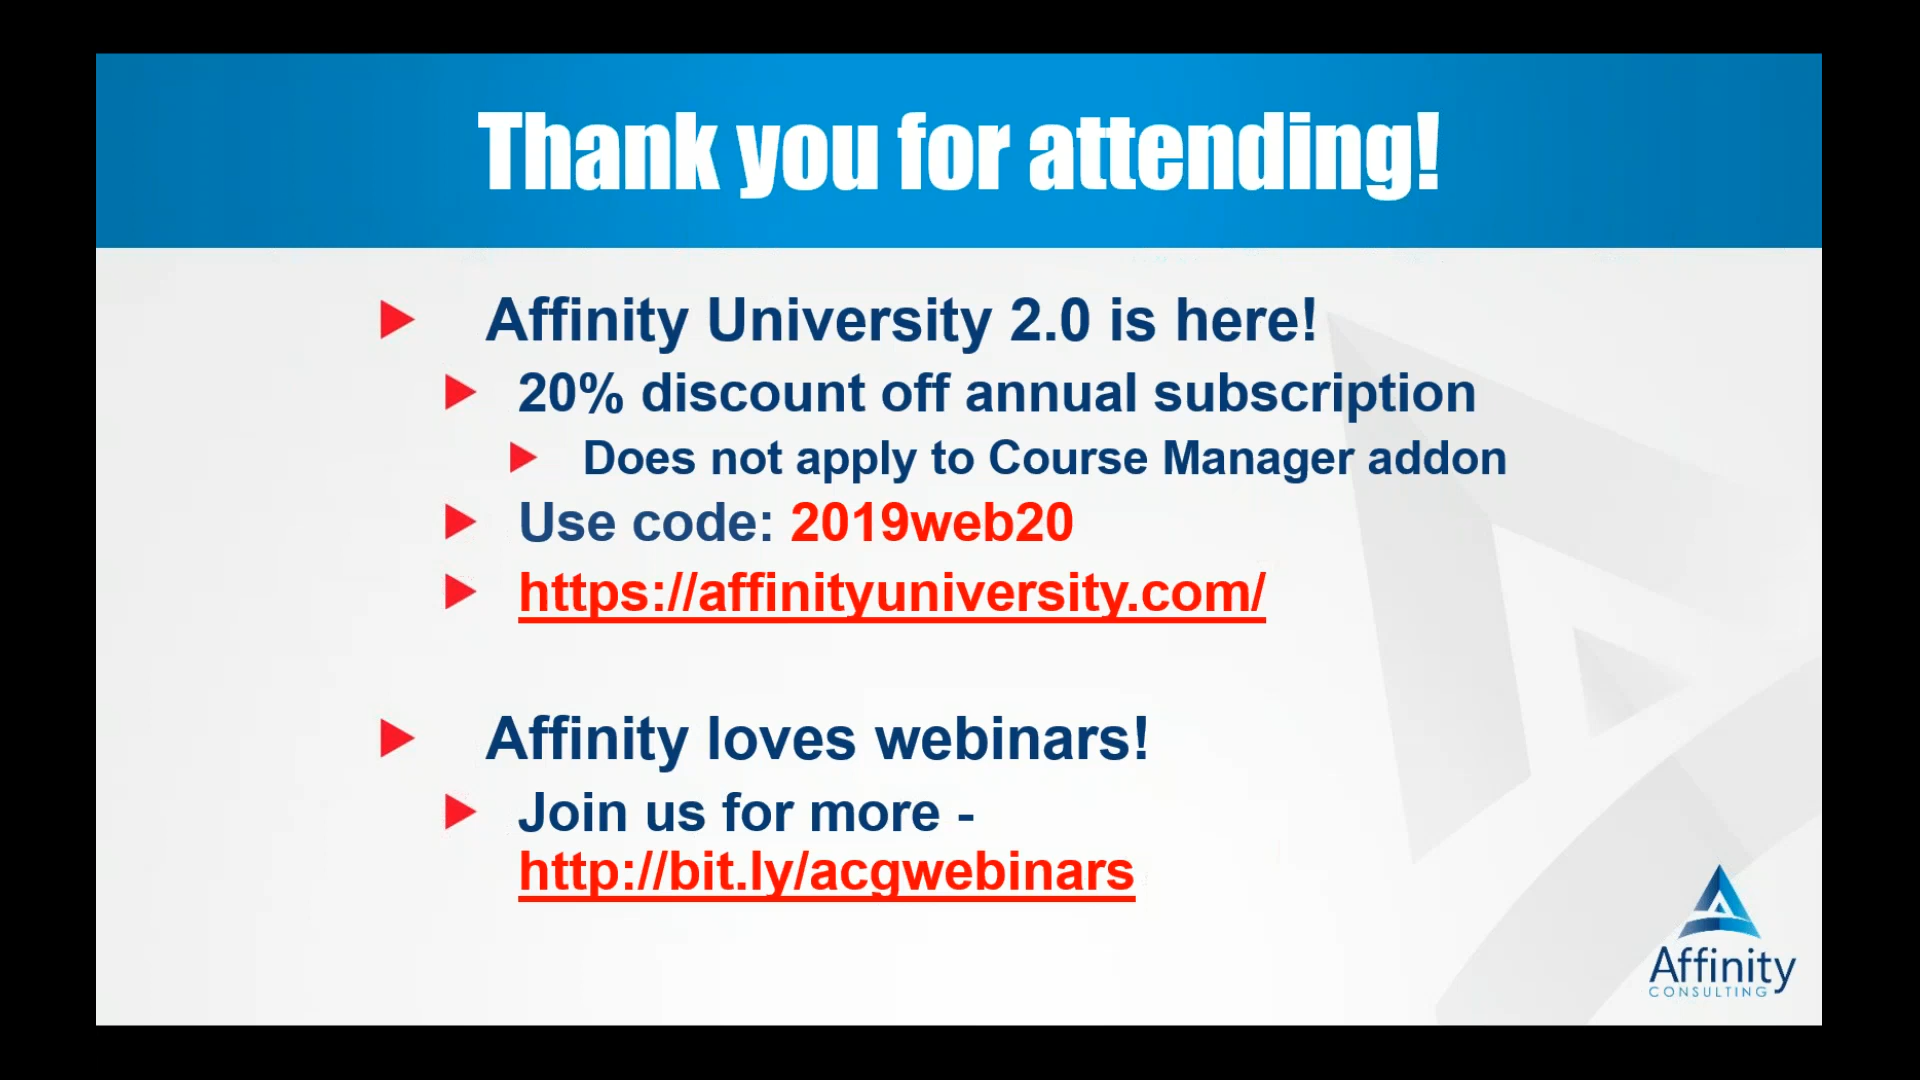 Thank you for attending!
Affinity University 2.0 is here!
20% discount off annual subscription
Does not apply to Course Manager addon
Use code: 2019web20
https://affinityuniversity.com/
Affinity loves webinars!
Join us for more -
http://bit.ly/acgwebinars
Affinity
CONSULTING